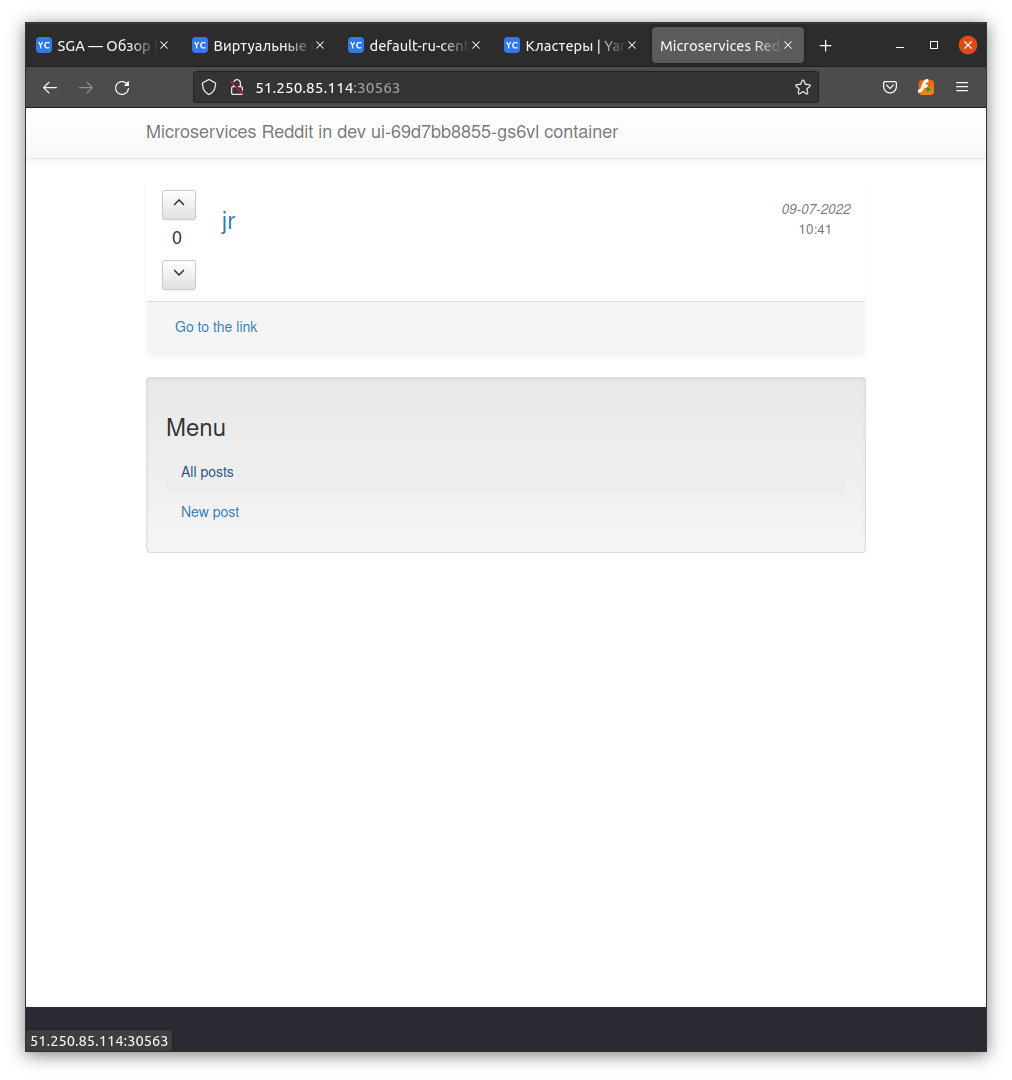 YC SGA — Обзор
YC Виртуальные
YC default-ru-cent
YC Кластеры | Yan
Microservices Red
51.250.85.114:30563
Microservices Reddit in dev ui-69d7bb8855-gs6vl container
jr
09-07-2022
0
10:41
Go to the link
Menu
All posts
New post
51.250.85.114:30563